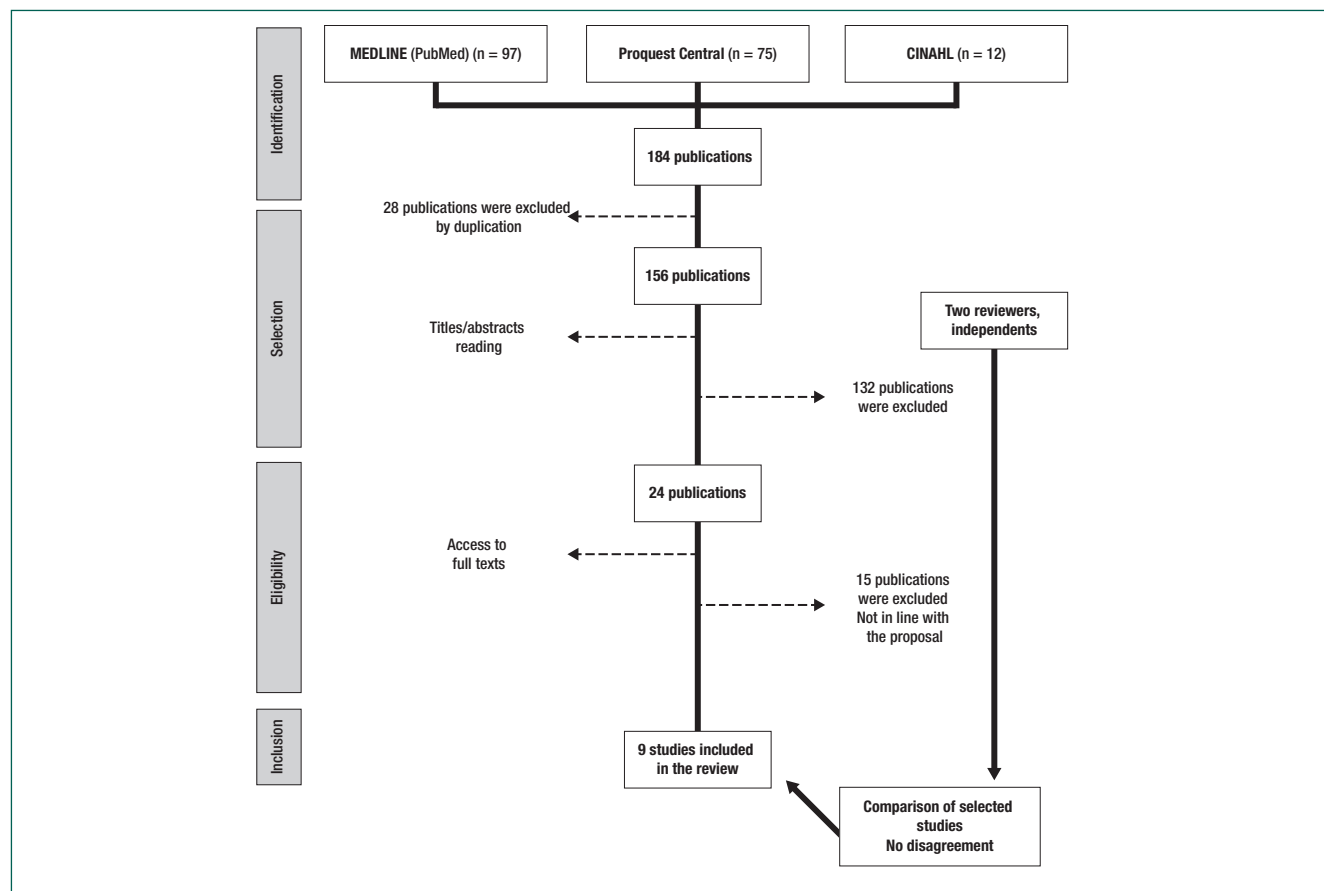 Identification
MEDLINE (PubMed) (n = 97)
Proquest Central (n = 75)
CINAHL (n = 12)
184 publications
Selection
28 publications were excluded
by duplication
156 publications
Titles/abstracts
reading
Two reviewers,
independents
132 publications
were excluded
Eligibility
24 publications
Access to
full texts
15 publications
were excluded
Not in line with
the proposal
Inclusion
9 studies included
in the review
Comparison of selected
studies
No disagreement